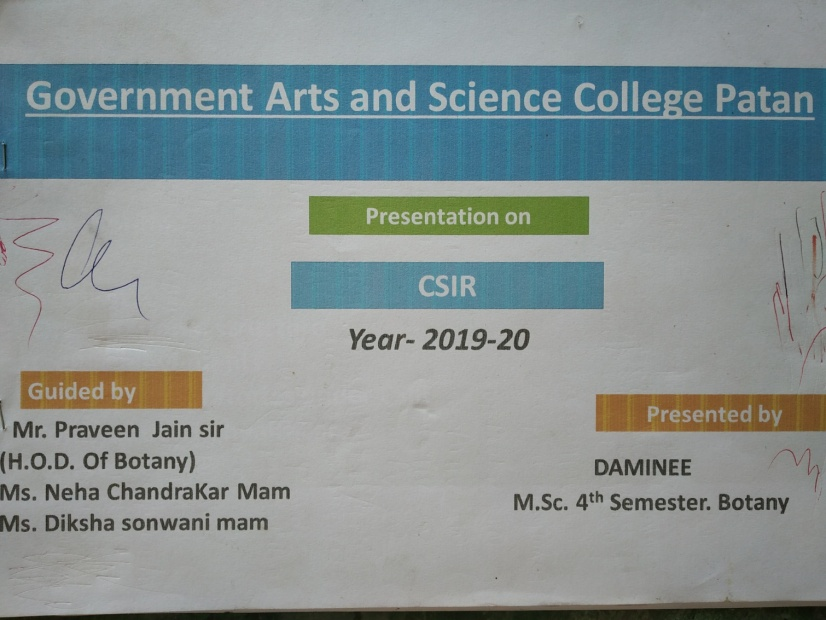 Government Arts and Science College Patan
Presentation on
CSIR
Year- 2019-20
Guided by
Mr. Praveen Jain sir
(H.O.D. Of Botany)
Ms. Neha ChandraKar Mam
Ms. Diksha sonwani mam
Presented by
DAMINEE
M.Sc. 4th Semester. Botany